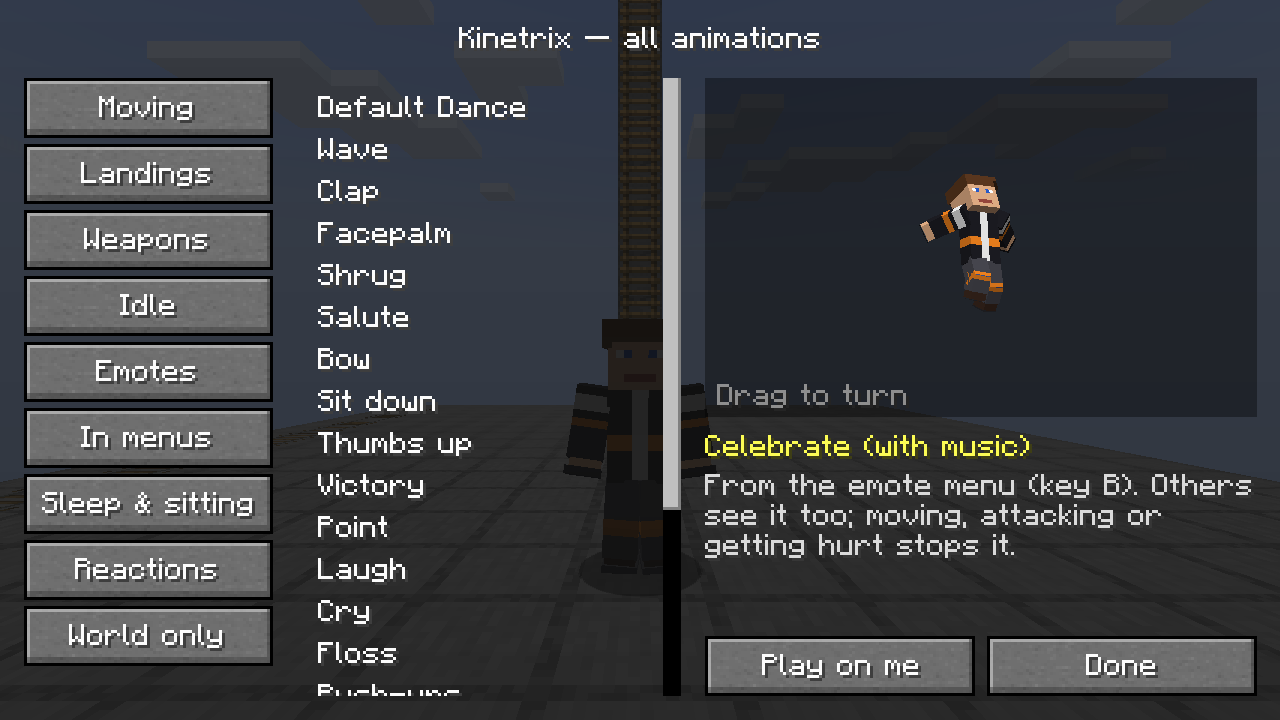 Kinetrix — all animations
Moving
Landings
Weapons
Idle
Emotes
In menus
Sleep & sitting
Reactions
World only
Default Dance
Wave
Clap
Facepalm
Shrug
Salute
Bow
Sit down
Thumbs up
Victory
Point
Laugh
Cry
Floss
Drag to turn
Celebrate (with music)
From the emote menu (key B). Others
see it too; moving, attacking or
getting hurt stops it.
Play on me
Done